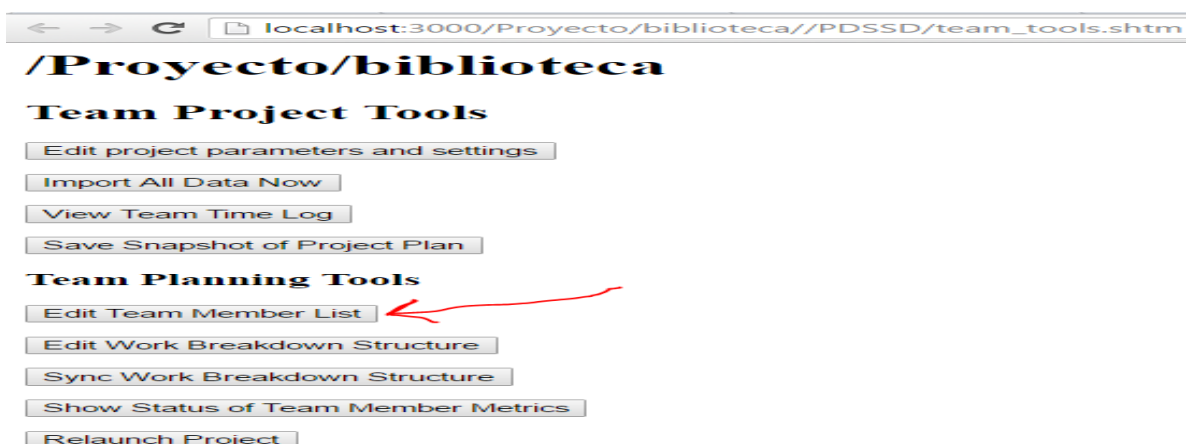 localhost:3000/Proyecto/biblioteca//PDSSD/team_tools.shtm
/Proyecto/biblioteca
Team Project Tools
Edit project parameters and settings
Import All Data Now
View Team Time Log
Save Snapshot of Project Plan
Team Planning Tools
Edit Team Member List
Edit Work Breakdown Structure
Sync Work Breakdown Structure
Show Status of Team Member Metrics
Relaunch Project